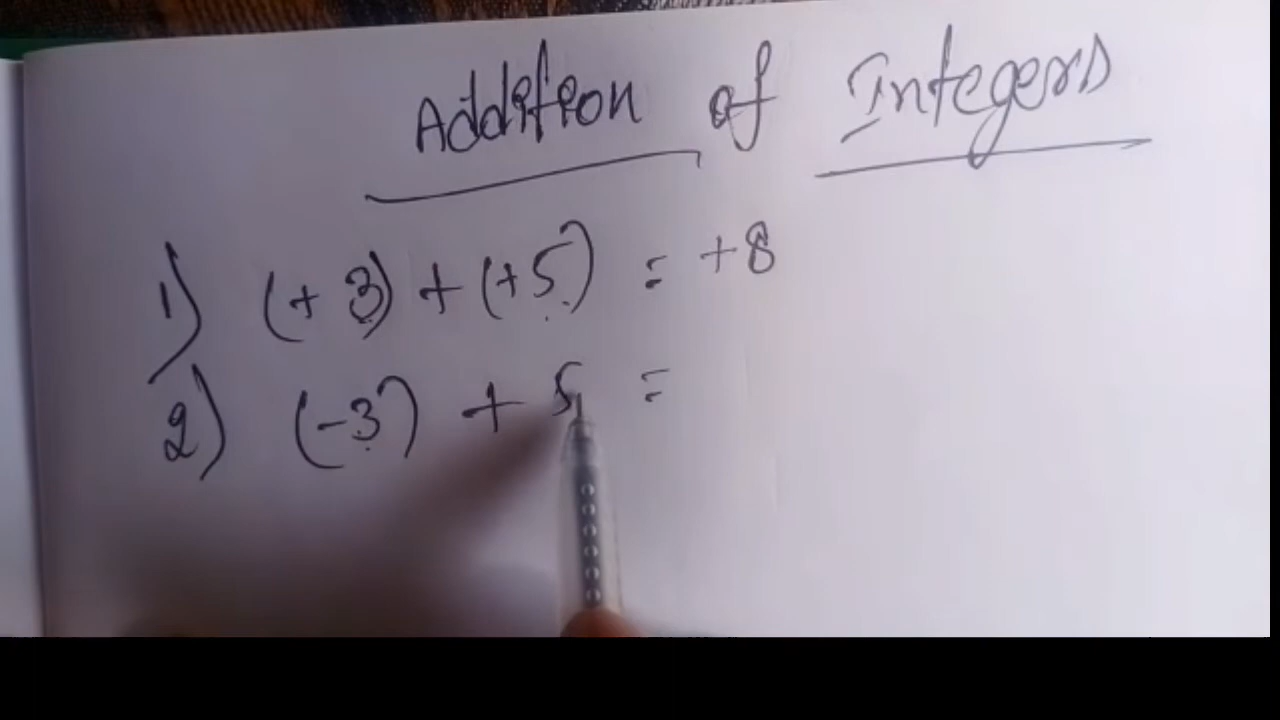 Addition of Integers
1) (+3) + (+5) = +8
2) (-3) + 5 =